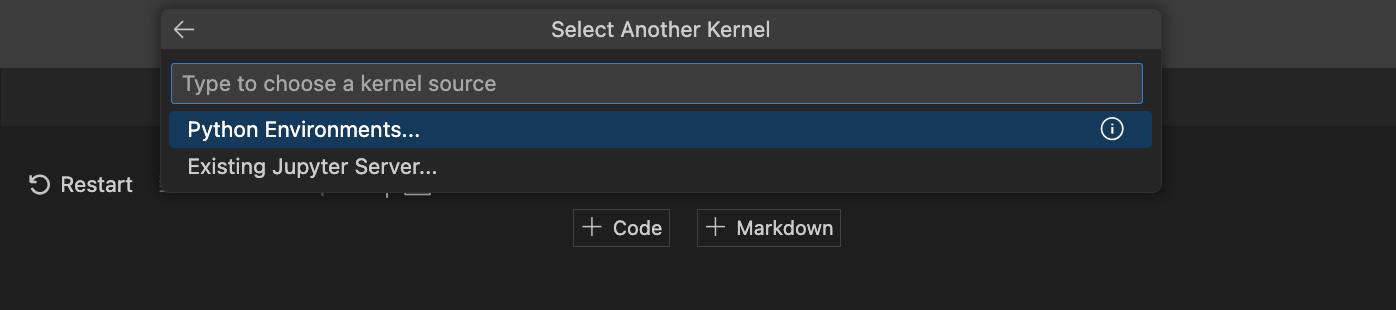 Select Another Kernel
Type to choose a kernel source
Python Environments...
Existing Jupyter Server...
Restart
+ Code + Markdown